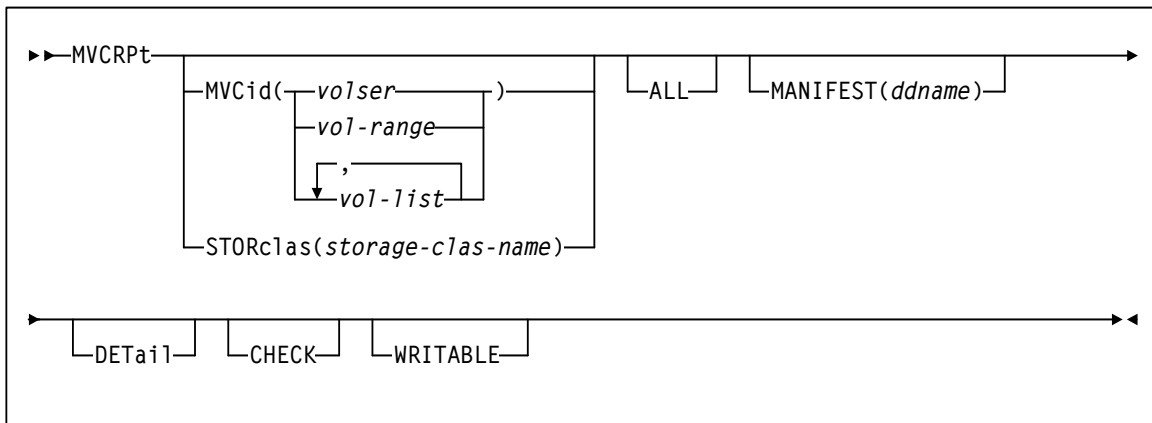 MVCRPt
MVCid( volser ) ALL MANIFEST(ddname)
vol-range
,
vol-list
STORclas(storage-clas-name)
DETail CHECK WRITABLE